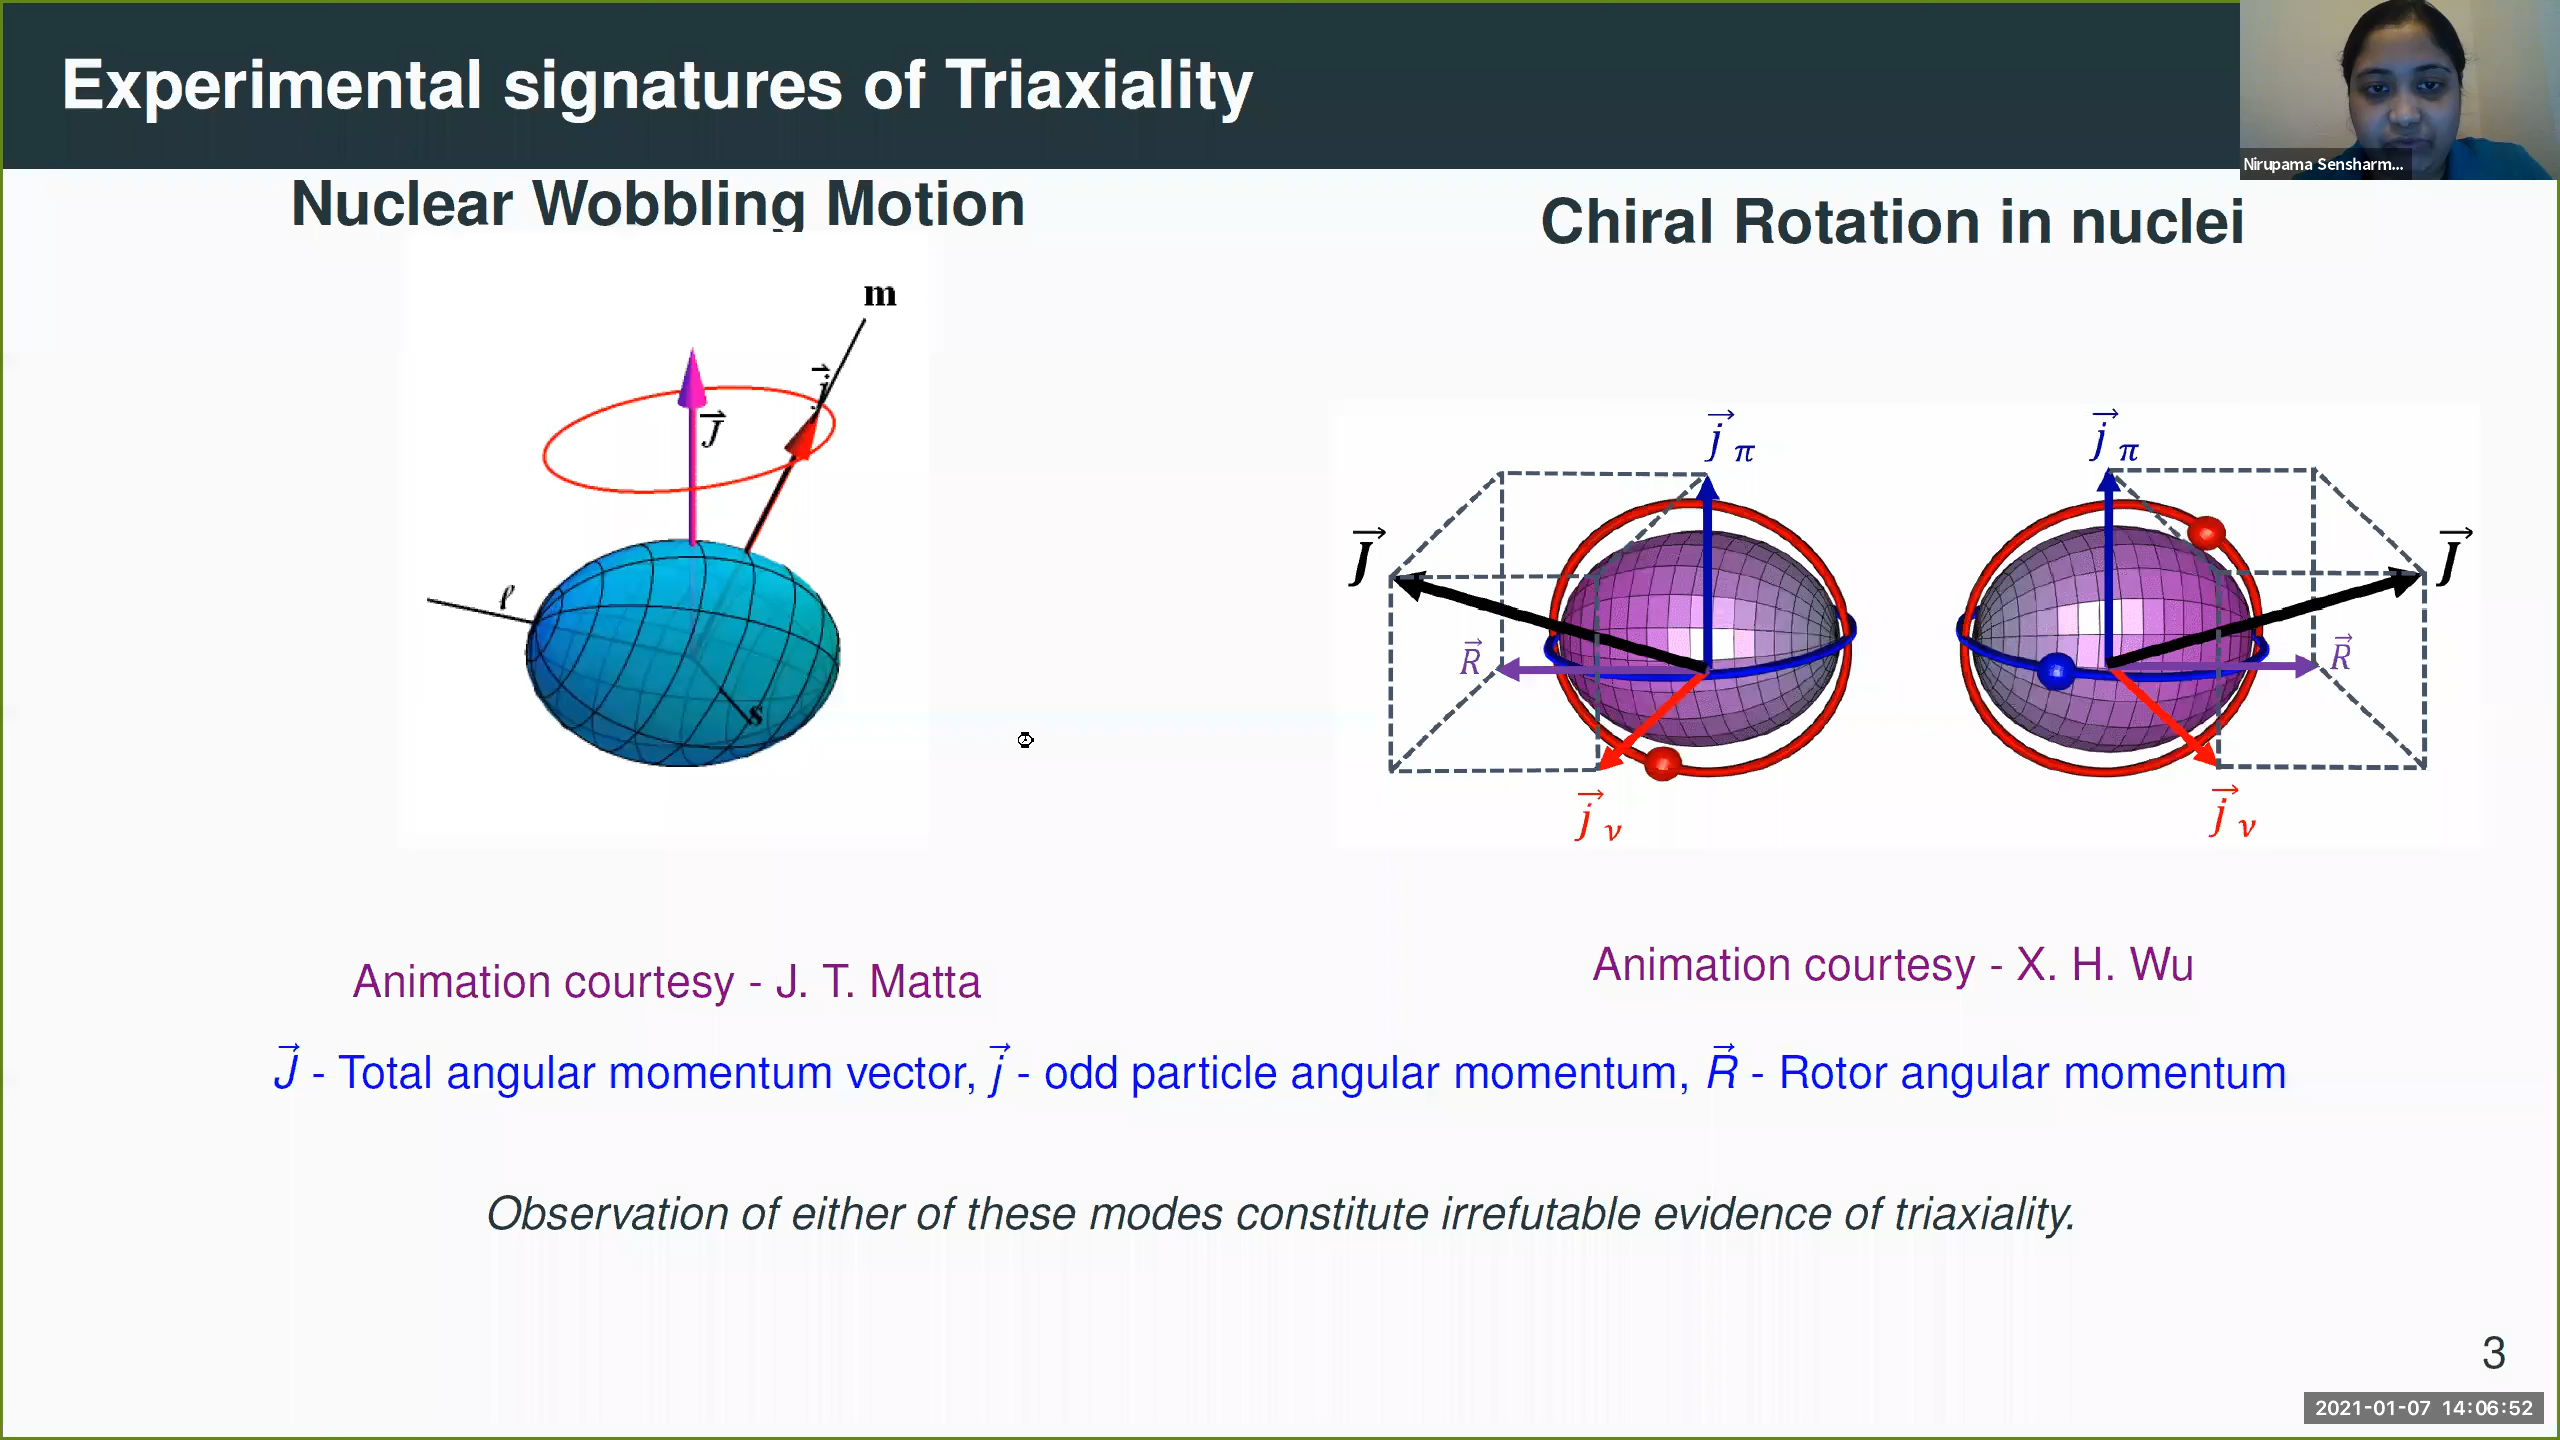 Experimental signatures of Triaxiality
Nirupama Sensharm...
Nuclear Wobbling Motion
m
j⃗
J⃗
ℓ
s
Animation courtesy - J. T. Matta
Chiral Rotation in nuclei
j⃗ π
J⃗
R⃗
j⃗ ν
j⃗ π
J⃗
R⃗
j⃗ ν
Animation courtesy - X. H. Wu
J⃗ - Total angular momentum vector, j⃗ - odd particle angular momentum, R⃗ - Rotor angular momentum
Observation of either of these modes constitute irrefutable evidence of triaxiality.
3
2021-01-07 14:06:52